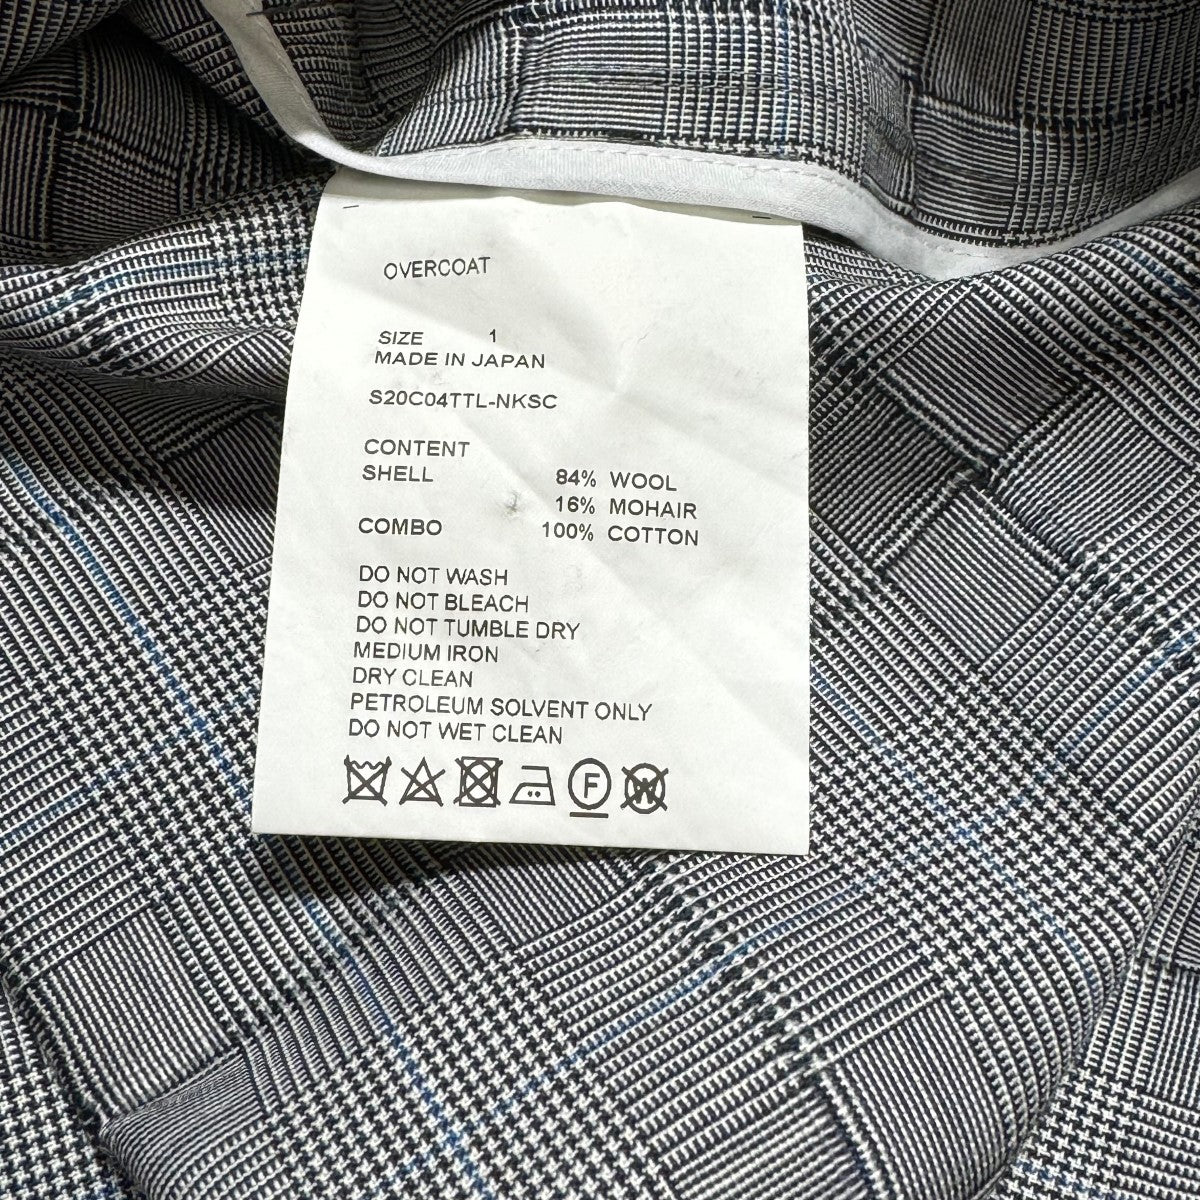 OVERCOAT
SIZE 1
MADE IN JAPAN
S20C04TTL-NKSC
CONTENT
SHELL 84% WOOL
16% MOHAIR
COMBO 100% COTTON
DO NOT WASH
DO NOT BLEACH
DO NOT TUMBLE DRY
MEDIUM IRON
DRY CLEAN
PETROLEUM SOLVENT ONLY
DO NOT WET CLEAN
F W